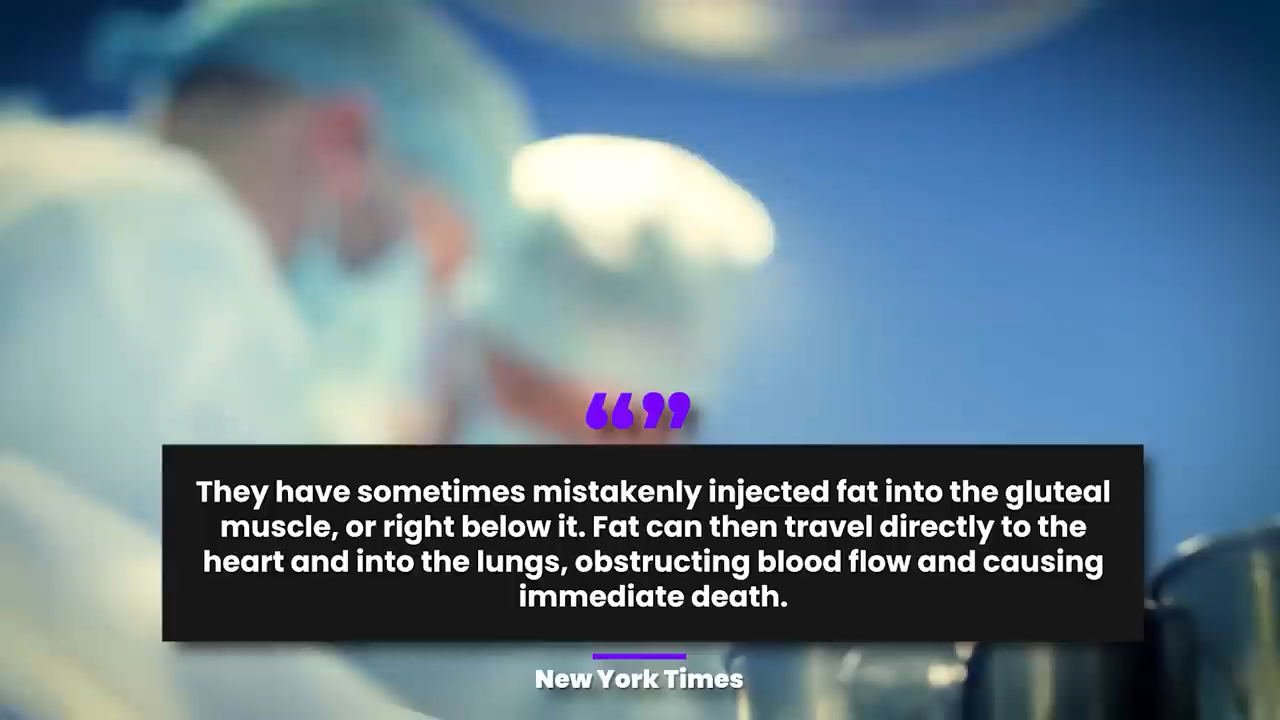 ❝❞
They have sometimes mistakenly injected fat into the gluteal
muscle, or right below it. Fat can then travel directly to the
heart and into the lungs, obstructing blood flow and causing
immediate death.
New York Times